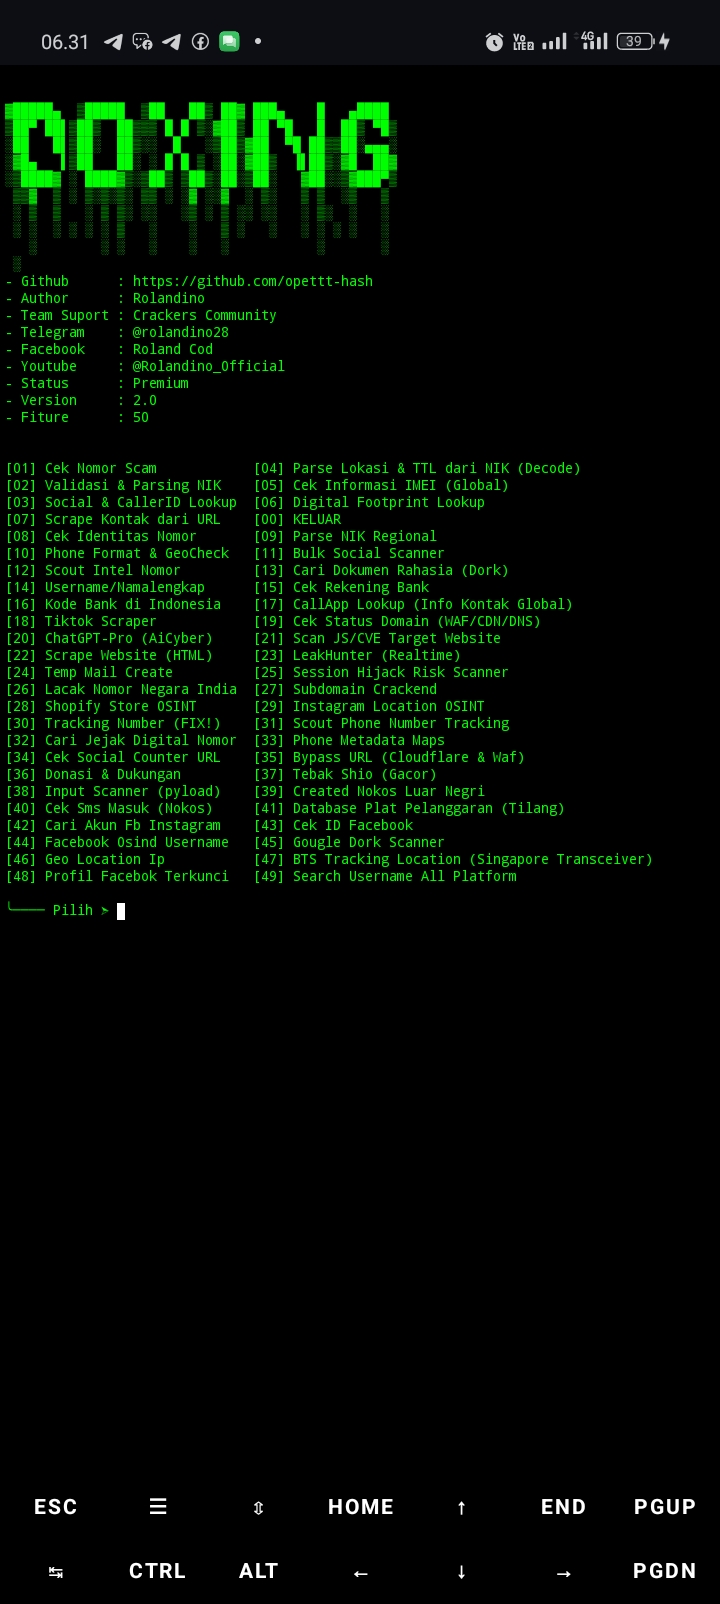 06.31 Vo LTE2 4G 39
DOXING
- Github : https://github.com/opettt-hash
- Author : Rolandino
- Team Suport : Crackers Community
- Telegram : @rolandino28
- Facebook : Roland Cod
- Youtube : @Rolandino_Official
- Status : Premium
- Version : 2.0
- Fiture : 50
[01] Cek Nomor Scam [04] Parse Lokasi & TTL dari NIK (Decode)
[02] Validasi & Parsing NIK [05] Cek Informasi IMEI (Global)
[03] Social & CallerID Lookup [06] Digital Footprint Lookup
[07] Scrape Kontak dari URL [00] KELUAR
[08] Cek Identitas Nomor [09] Parse NIK Regional
[10] Phone Format & GeoCheck [11] Bulk Social Scanner
[12] Scout Intel Nomor [13] Cari Dokumen Rahasia (Dork)
[14] Username/Namalengkap [15] Cek Rekening Bank
[16] Kode Bank di Indonesia [17] CallApp Lookup (Info Kontak Global)
[18] Tiktok Scraper [19] Cek Status Domain (WAF/CDN/DNS)
[20] ChatGPT-Pro (AiCyber) [21] Scan JS/CVE Target Website
[22] Scrape Website (HTML) [23] LeakHunter (Realtime)
[24] Temp Mail Create [25] Session Hijack Risk Scanner
[26] Lacak Nomor Negara India [27] Subdomain Crackend
[28] Shopify Store OSINT [29] Instagram Location OSINT
[30] Tracking Number (FIX!) [31] Scout Phone Number Tracking
[32] Cari Jejak Digital Nomor [33] Phone Metadata Maps
[34] Cek Social Counter URL [35] Bypass URL (Cloudflare & Waf)
[36] Donasi & Dukungan [37] Tebak Shio (Gacor)
[38] Input Scanner (pyload) [39] Created Nokos Luar Negri
[40] Cek Sms Masuk (Nokos) [41] Database Plat Pelanggaran (Tilang)
[42] Cari Akun Fb Instagram [43] Cek ID Facebook
[44] Facebook Osind Username [45] Gougle Dork Scanner
[46] Geo Location Ip [47] BTS Tracking Location (Singapore Transceiver)
[48] Profil Facebok Terkunci [49] Search Username All Platform
╰──── Pilih ➤
ESC ☰ ⇳ HOME ↑ END PGUP
↹ CTRL ALT ← ↓ → PGDN